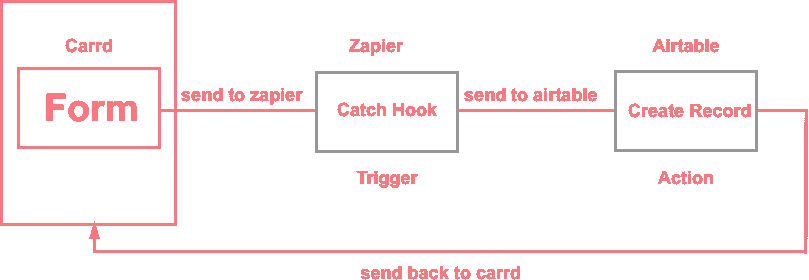 Carrd
Zapier
Airtable
Form
send to zapier
Catch Hook
send to airtable
Create Record
Trigger
Action
send back to carrd